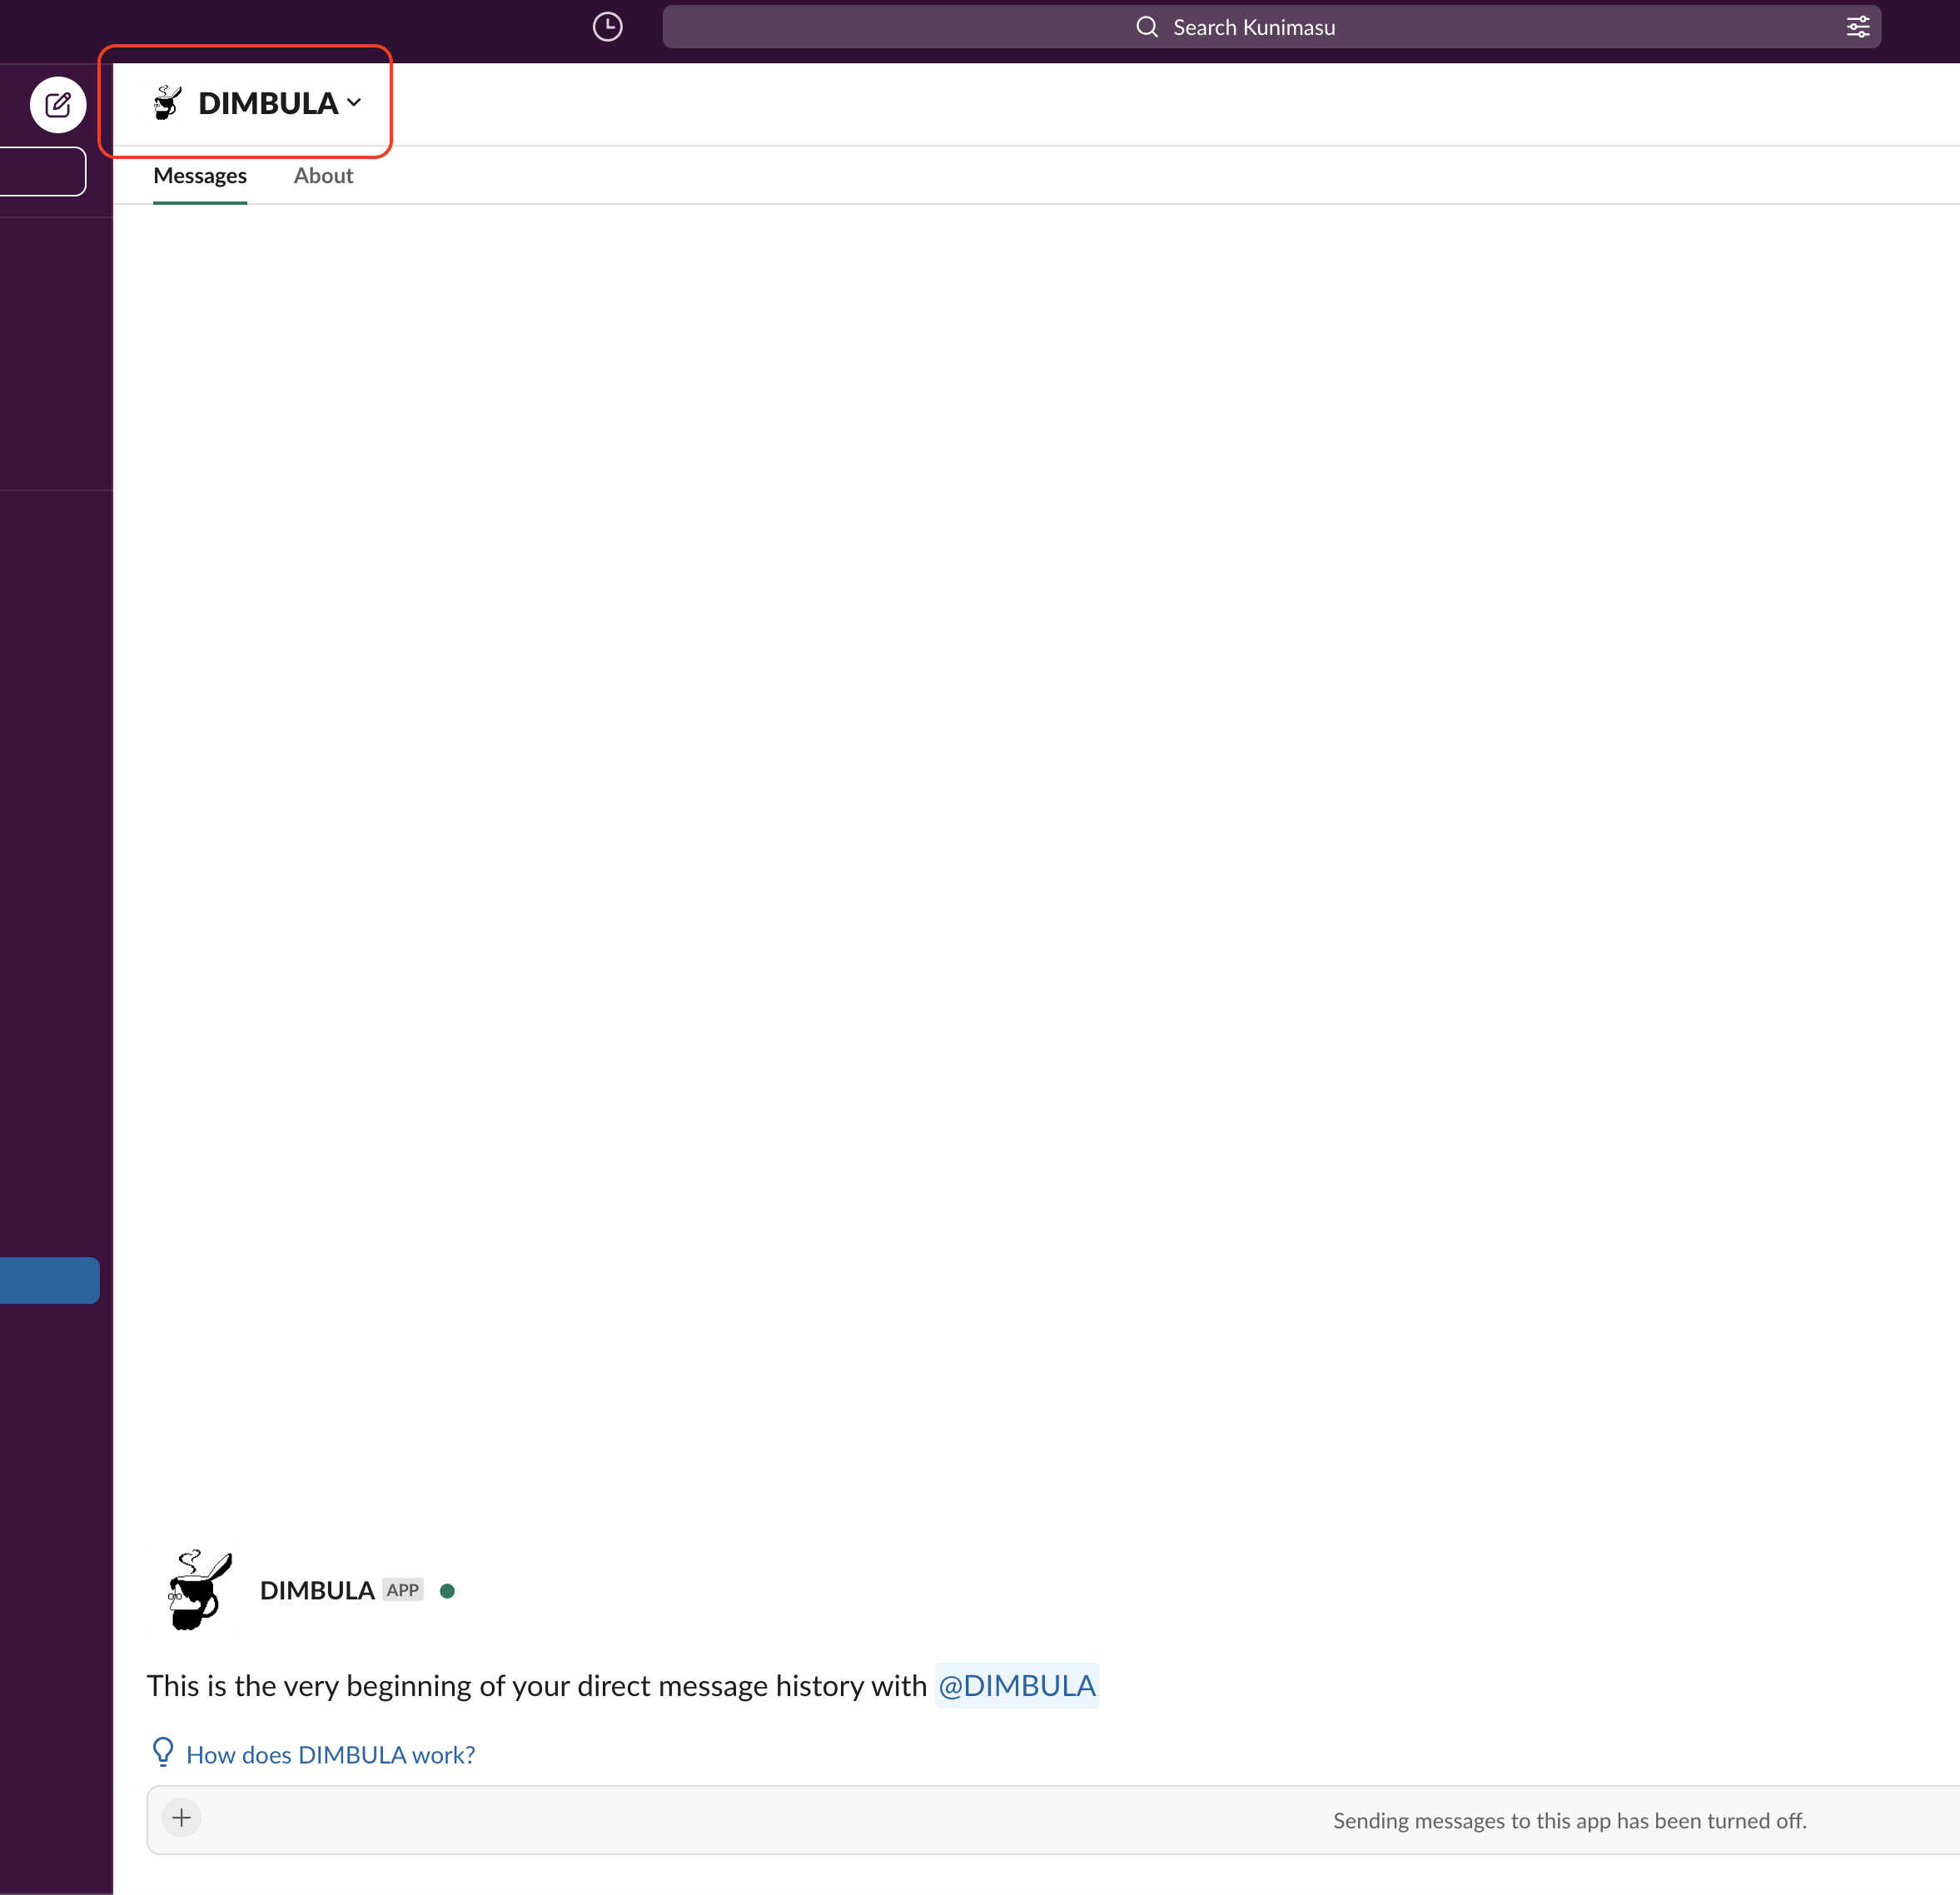 Search Kunimasu
DIMBULA
Messages About
DIMBULA APP
This is the very beginning of your direct message history with @DIMBULA
How does DIMBULA work?
Sending messages to this app has been turned off.